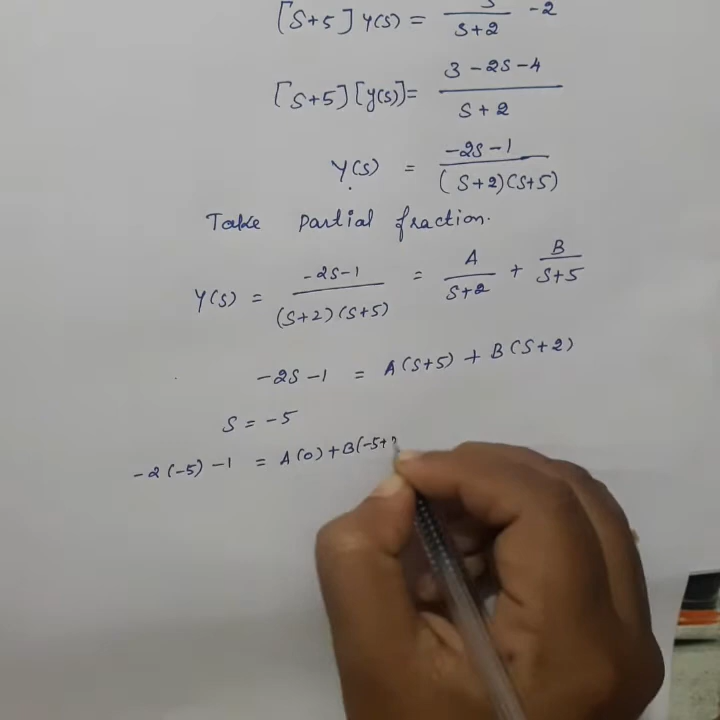 [S+5] Y(S) = 3/(S+2) -2
[S+5][Y(S)] = (3-2S-4)/(S+2)
Y(S) = (-2S-1)/((S+2)(S+5))
Take Partial fraction.
Y(S) = (-2S-1)/((S+2)(S+5)) = A/(S+2) + B/(S+5)
-2S-1 = A(S+5) + B(S+2)
S = -5
-2(-5)-1 = A(0)+B(-5+2